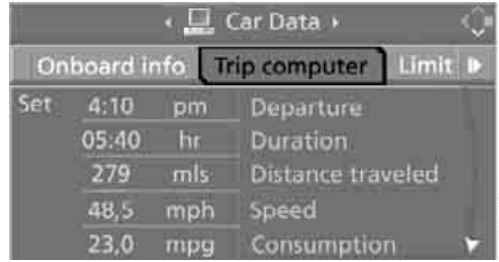 Car Data
Onboard info Trip computer Limit
Set 4:10 pm Departure
05:40 hr Duration
279 mls Distance traveled
48,5 mph Speed
23,0 mpg Consumption